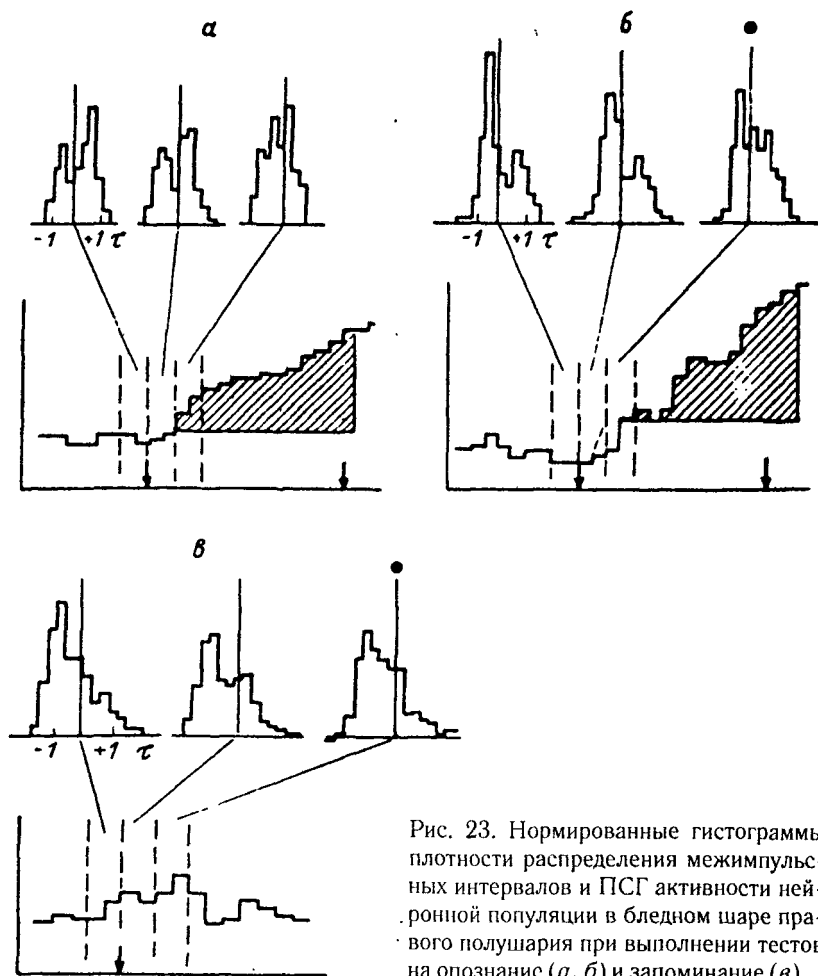 а
б
-1 +1 τ
-1 +1 τ
в
-1 +1 τ
Рис. 23. Нормированные гистограммы
плотности распределения межимпульс-
ных интервалов и ПСГ активности ней-
ронной популяции в бледном шаре пра-
вого полушария при выполнении тестов
на опознание (а, б) и запоминание (в)